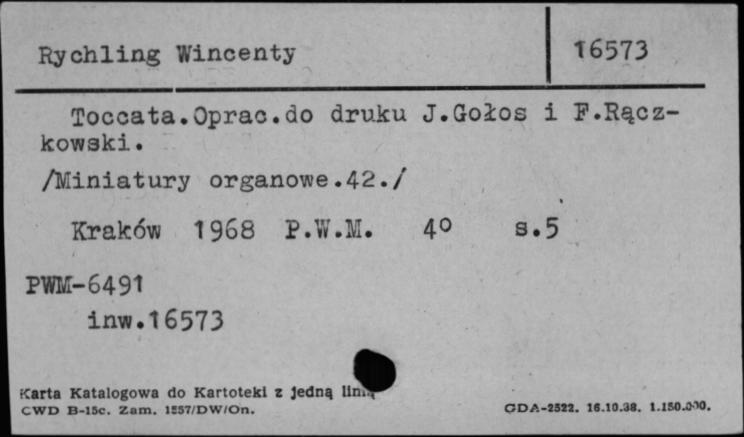 Rychling Wincenty 16573
Toccata.Oprac.do druku J.Gołos i F.Rącz-
kowski.
/Miniatury organowe.42./
Kraków 1968 P.W.M. 4º s.5
PWM-6491
inw.16573
Karta Katalogowa do Kartoteki z jedną
CWD B-15c. Zam. 1557/DW/On. GDA-2522. 16.10.38. 1.150.000.